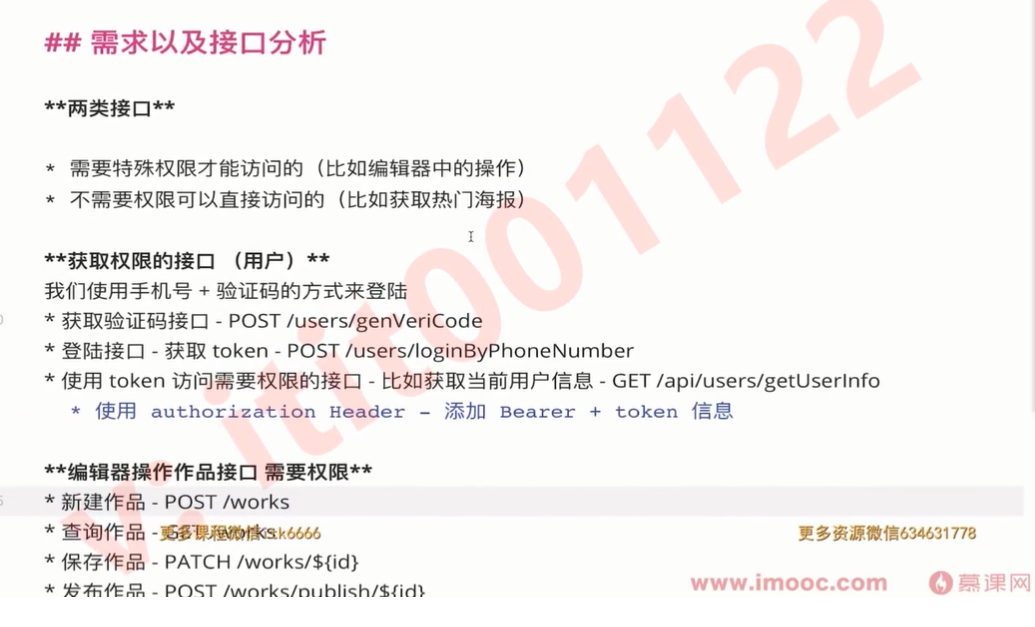 ## 需求以及接口分析
**两类接口**
* 需要特殊权限才能访问的（比如编辑器中的操作）
* 不需要权限可以直接访问的（比如获取热门海报）
**获取权限的接口 （用户）**
我们使用手机号 + 验证码的方式来登陆
* 获取验证码接口 - POST /users/genVeriCode
* 登陆接口 - 获取 token - POST /users/loginByPhoneNumber
* 使用 token 访问需要权限的接口 - 比如获取当前用户信息 - GET /api/users/getUserInfo
* 使用 authorization Header - 添加 Bearer + token 信息
**编辑器操作作品接口 需要权限**
* 新建作品 - POST /works
* 查询作品 - GET /works
更多课程微信
6666
更多资源微信634631778
* 保存作品 - PATCH /works/${id}
* 发布作品 - POST /works/publish/${id}
www.imooc.com
慕课网
v: itit001122